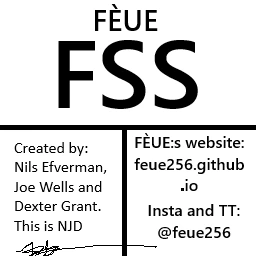 FÈUE
FSS
Created by:
Nils Efverman,
Joe Wells and
Dexter Grant.
This is NJD
FÈUE:s website:
feue256.github
.io
Insta and TT:
@feue256